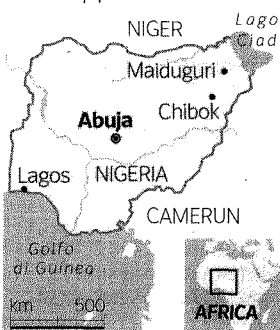 NIGER
Lago
Ciad
Maiduguri
Chibok
Abuja
Lagos
NIGERIA
CAMERUN
Golfo
di Guinea
km 500
AFRICA